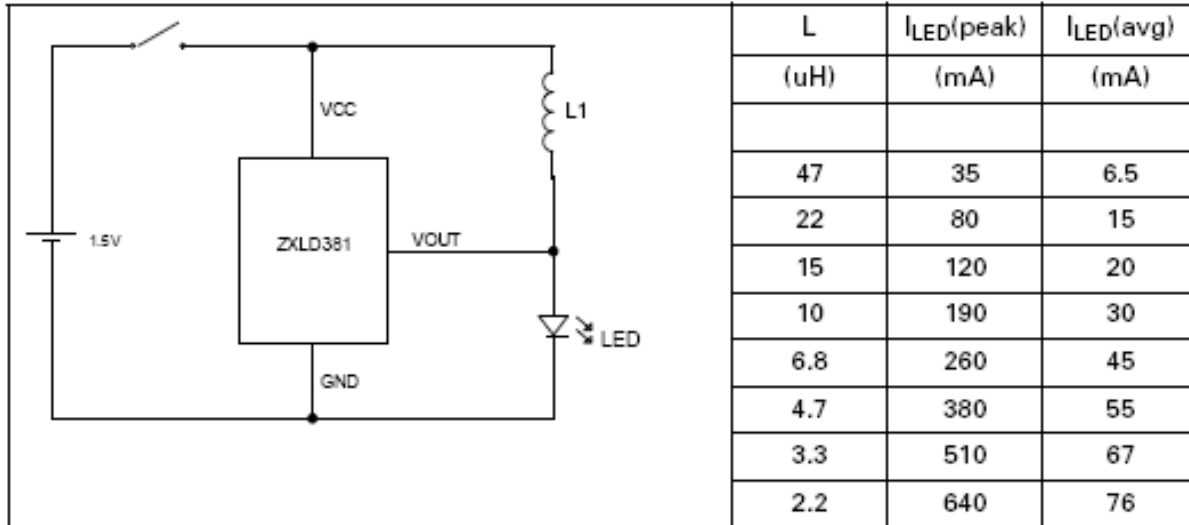 VCC
L1
1.5V
ZXLD381
VOUT
LED
GND
L I_LED(peak) I_LED(avg)
(uH) (mA) (mA)
47 35 6.5
22 80 15
15 120 20
10 190 30
6.8 260 45
4.7 380 55
3.3 510 67
2.2 640 76